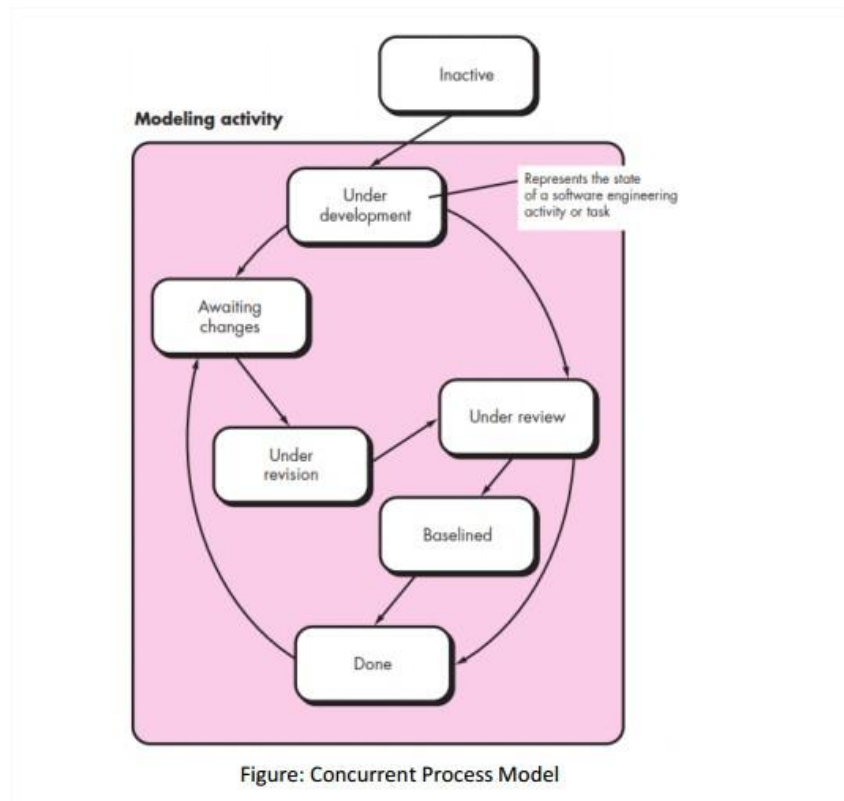 Inactive
Modeling activity
Under
development
Represents the state
of a software engineering
activity or task
Awaiting
changes
Under review
Under
revision
Baselined
Done
Figure: Concurrent Process Model